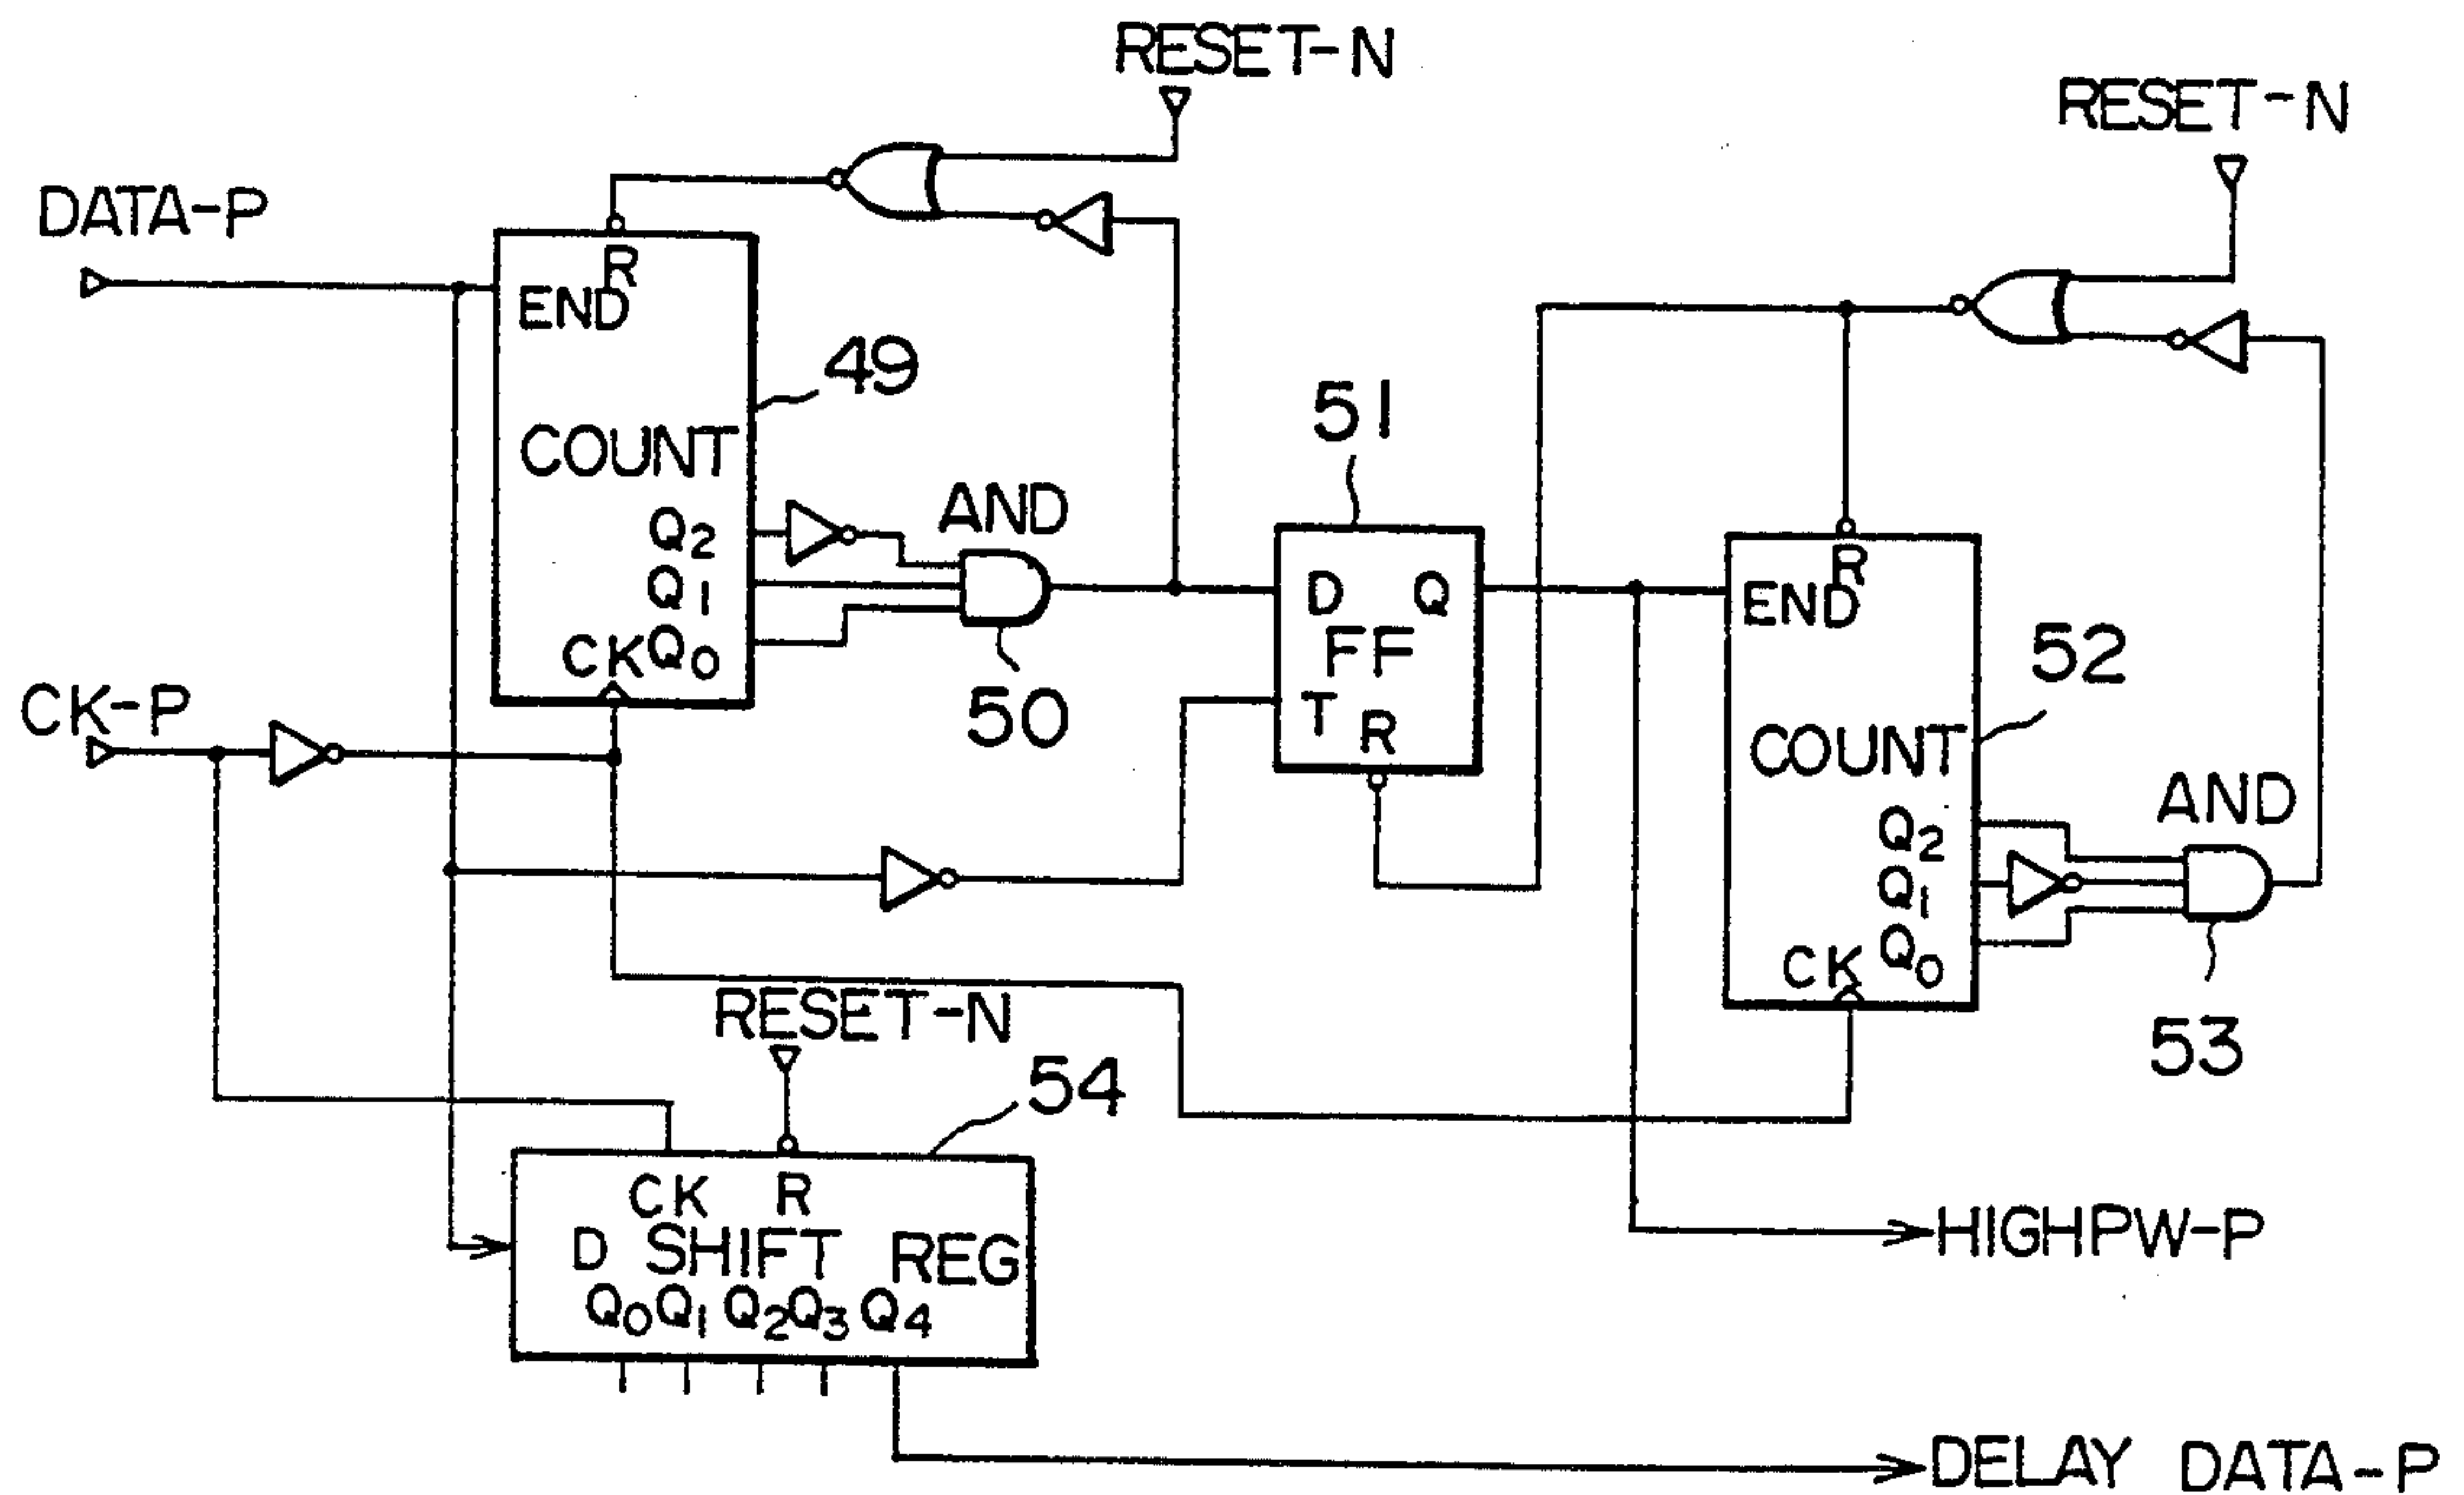 RESET-N
RESET-N
DATA-P
R
END
49
COUNT
51
Q2
AND
Q1
D Q
R
END
CK Q0
FF
52
CK-P
50
T R
COUNT
AND
Q2
Q1
Q0
CK
RESET-N
54
53
CK R
D SHIFT REG
HIGHPW-P
Q0 Q1 Q2 Q3 Q4
DELAY DATA-P